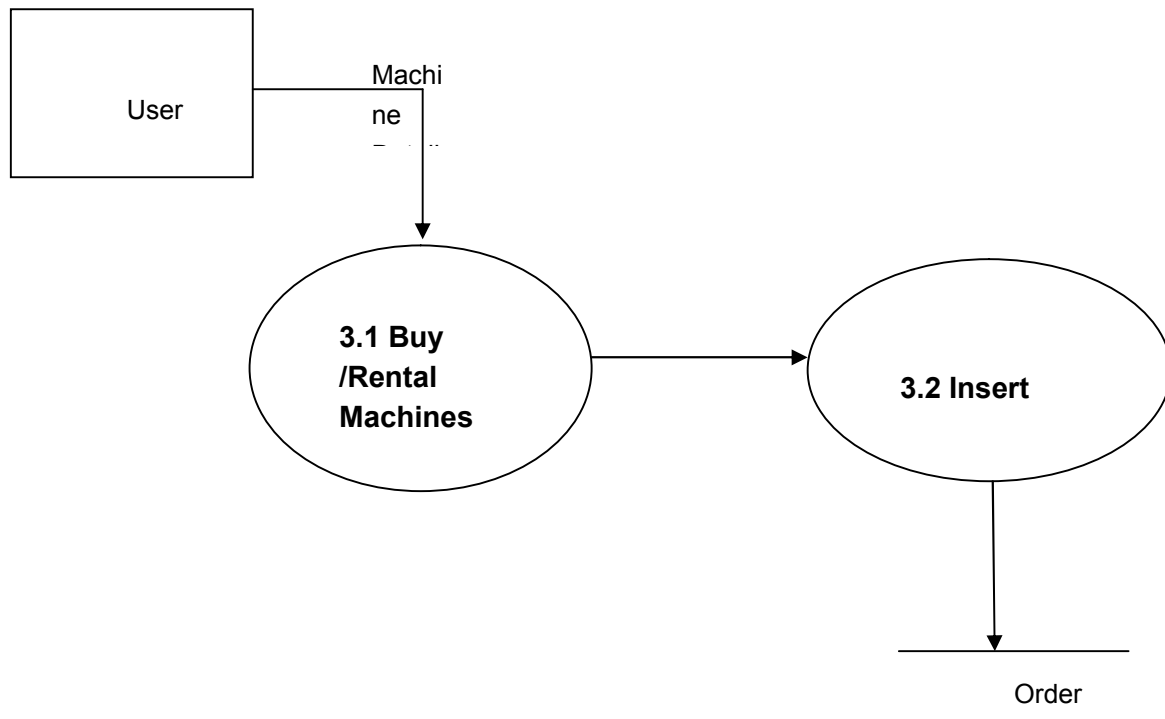 User
Machi
ne
3.1 Buy
/Rental
Machines
3.2 Insert
Order